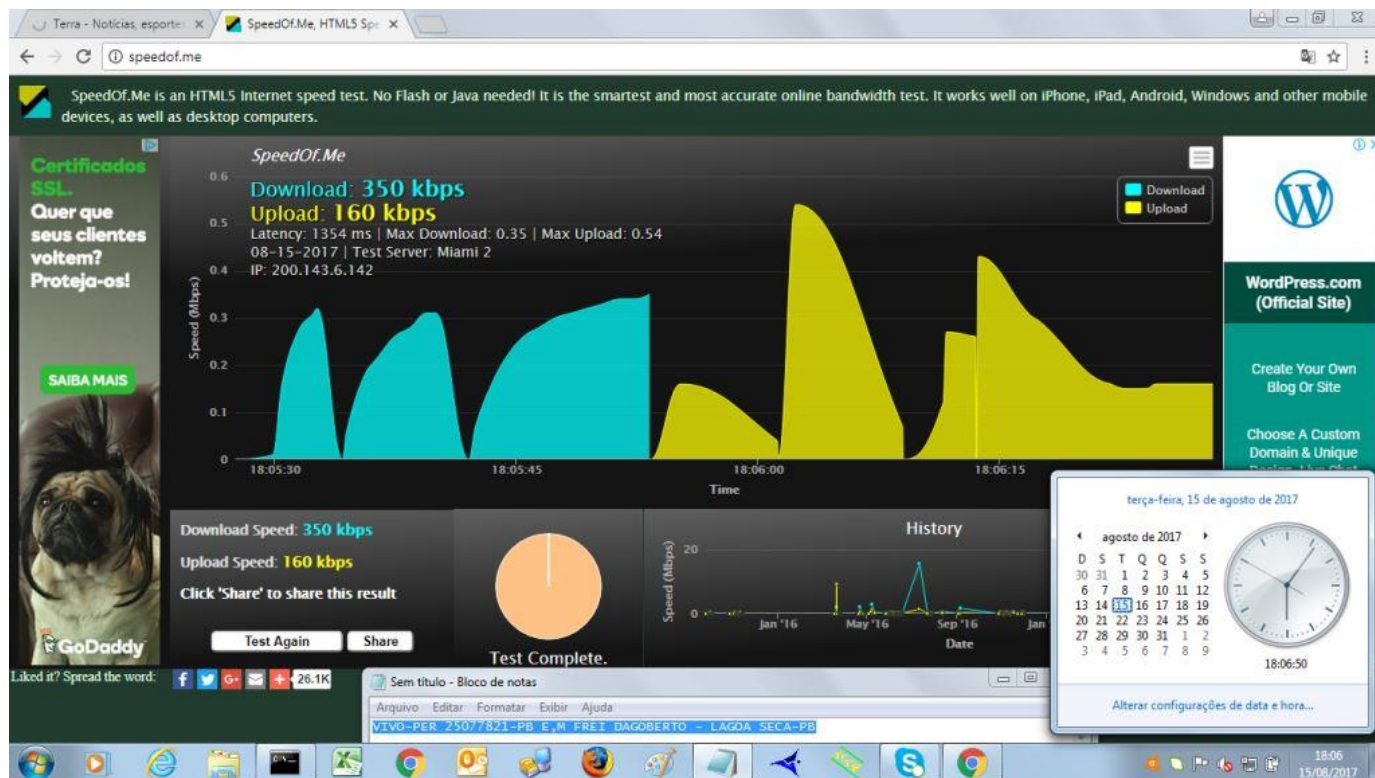 Terra - Notícias, esporte
SpeedOf.Me, HTML5 Spe
speedof.me
SpeedOf.Me is an HTML5 Internet speed test. No Flash or Java needed! It is the smartest and most accurate online bandwidth test. It works well on iPhone, iPad, Android, Windows and other mobile
devices, as well as desktop computers.
Certificados
SSL.
Quer que
seus clientes
voltem?
Proteja-os!
SAIBA MAIS
GoDaddy
SpeedOf.Me
Download: 350 kbps
Upload: 160 kbps
Latency: 1354 ms | Max Download: 0.35 | Max Upload: 0.54
08-15-2017 | Test Server: Miami 2
IP: 200.143.6.142
Download
Upload
0.6
0.5
0.4
0.3
0.2
0.1
0
Speed (Mbps)
18:05:30 18:05:45 18:06:00 18:06:15
Time
WordPress.com
(Official Site)
Create Your Own
Blog Or Site
Choose A Custom
Domain & Unique
Download Speed: 350 kbps
Upload Speed: 160 kbps
Click 'Share' to share this result
Test Again Share
Test Complete.
History
Speed (Mbps)
20
0
Jan '16 May '16 Sep '16 Jan
Date
terça-feira, 15 de agosto de 2017
agosto de 2017
D S T Q Q S S
30 31 1 2 3 4 5
6 7 8 9 10 11 12
13 14 15 16 17 18 19
20 21 22 23 24 25 26
27 28 29 30 31 1 2
3 4 5 6 7 8 9
18:06:50
Alterar configurações de data e hora...
Liked it? Spread the word:
26.1K
Sem título - Bloco de notas
Arquivo Editar Formatar Exibir Ajuda
VIVO-PER 25077821-PB E,M FREI DAGOBERTO - LAGOA SECA-PB
18:06
15/08/2017